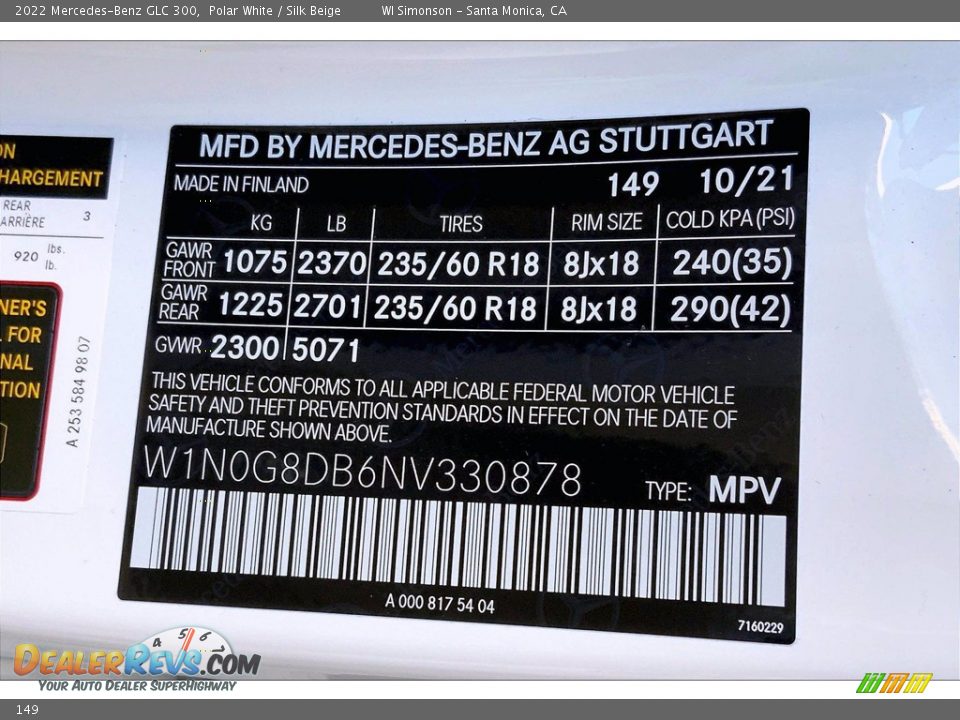 2022 Mercedes-Benz GLC 300, Polar White / Silk Beige WI Simonson - Santa Monica, CA
ON
HARGEMENT
REAR
ARRIÈRE 3
920 lbs.
lb.
NER'S
L FOR
NAL
TION
A 253 584 98 07
MFD BY MERCEDES-BENZ AG STUTTGART
MADE IN FINLAND 149 10/21
KG LB TIRES RIM SIZE COLD KPA (PSI)
GAWR FRONT 1075 2370 235/60 R18 8Jx18 240(35)
GAWR REAR 1225 2701 235/60 R18 8Jx18 290(42)
GVWR 2300 5071
THIS VEHICLE CONFORMS TO ALL APPLICABLE FEDERAL MOTOR VEHICLE
SAFETY AND THEFT PREVENTION STANDARDS IN EFFECT ON THE DATE OF
MANUFACTURE SHOWN ABOVE.
W1N0G8DB6NV330878 TYPE: MPV
A 000 817 54 04
7160229
4 5 6 7
DEALERREVS.COM
YOUR AUTO DEALER SUPERHIGHWAY
149